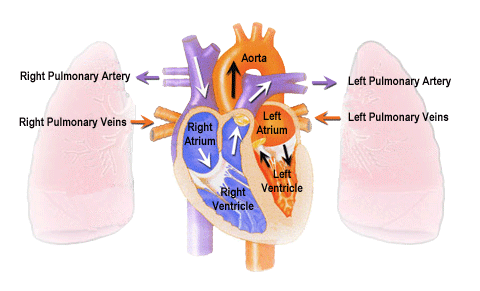 Aorta
Right Pulmonary Artery
Left Pulmonary Artery
Right Pulmonary Veins
Left Pulmonary Veins
Right
Atrium
Left
Atrium
Left
Ventricle
Right
Ventricle